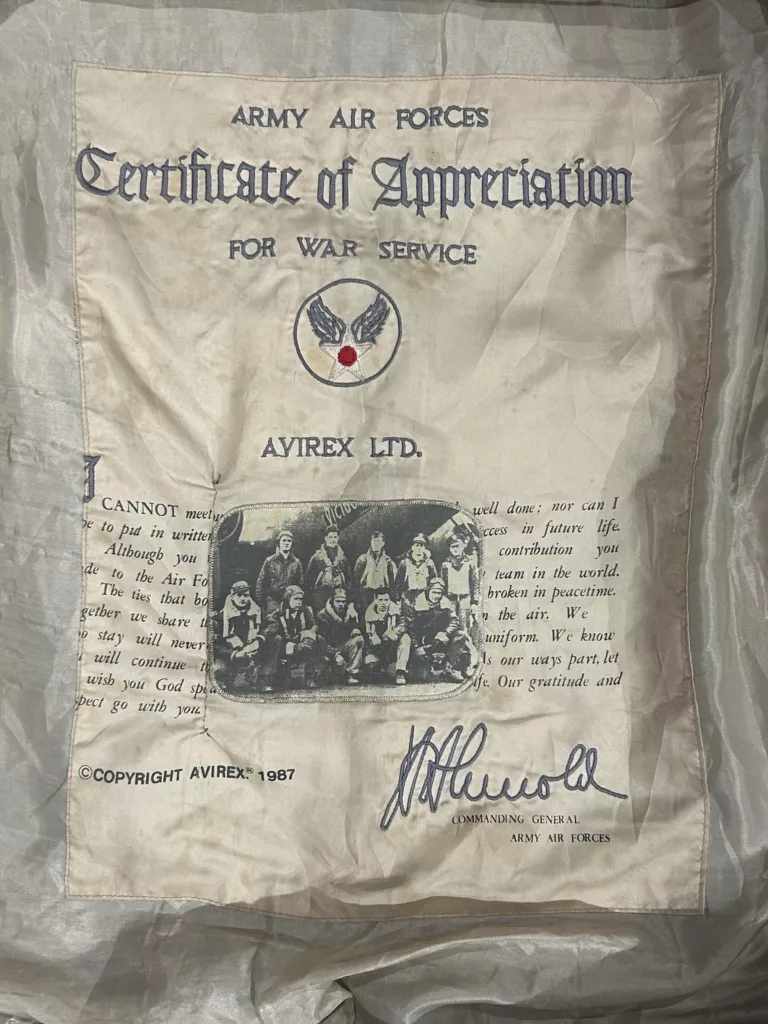 ARMY AIR FORCES
Certificate of Appreciation
FOR WAR SERVICE
AVIREX LTD.
I CANNOT meet well done; nor can I
to put in written ccess in future life.
Although you contribution you
de to the Air Fo team in the world.
The ties that bo broken in peacetime.
gether we share th the air. We
stay will never uniform. We know
will continue s our ways part, let
wish you God spe fe. Our gratitude and
pect go with you.
©COPYRIGHT AVIREX.® 1987
H H Arnold
COMMANDING GENERAL
ARMY AIR FORCES